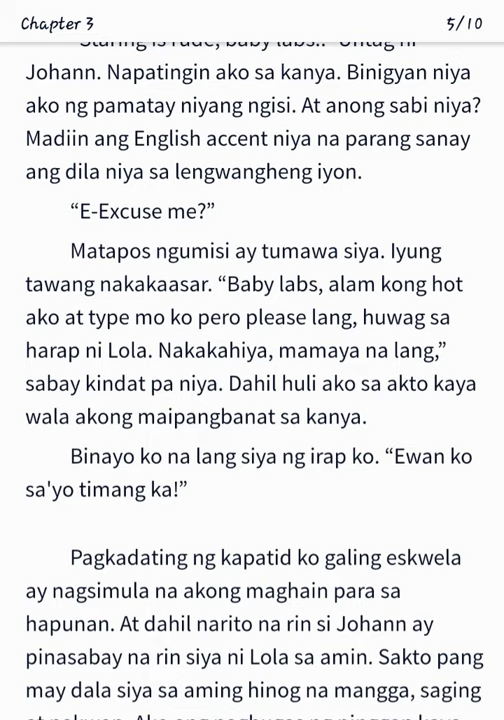 Chapter 3
5/10
Staring is rude, baby labs.." Untag ni
Johann. Napatingin ako sa kanya. Binigyan niya
ako ng pamatay niyang ngisi. At anong sabi niya?
Madiin ang English accent niya na parang sanay
ang dila niya sa lengwangheng iyon.
“E-Excuse me?”
Matapos ngumisi ay tumawa siya. Iyung
tawang nakakaasar. “Baby labs, alam kong hot
ako at type mo ko pero please lang, huwag sa
harap ni Lola. Nakakahiya, mamaya na lang,”
sabay kindat pa niya. Dahil huli ako sa akto kaya
wala akong maipangbanat sa kanya.
Binayo ko na lang siya ng irap ko. “Ewan ko
sa'yo timang ka!”
Pagkadating ng kapatid ko galing eskwela
ay nagsimula na akong maghain para sa
hapunan. At dahil narito na rin si Johann ay
pinasabay na rin siya ni Lola sa amin. Sakto pang
may dala siya sa aming hinog na mangga, saging